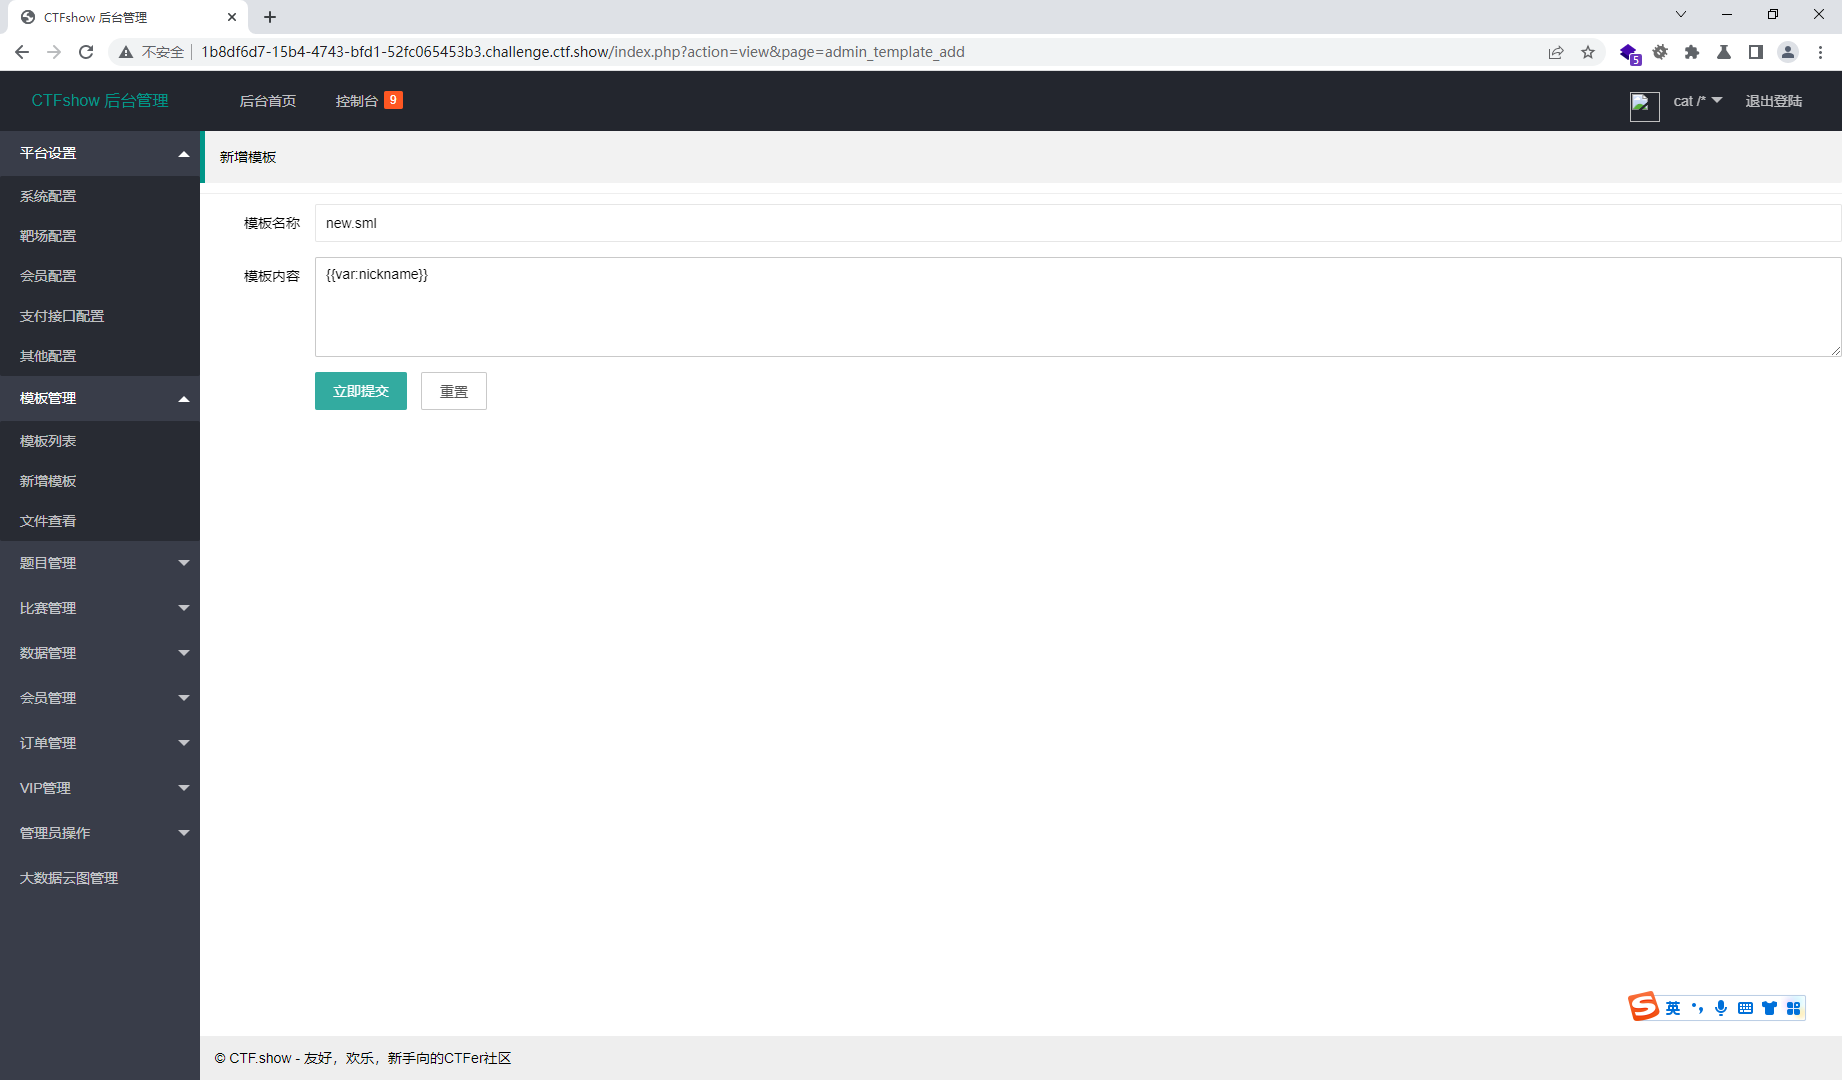 CTFshow 后台管理
不安全
1b8df6d7-15b4-4743-bfd1-52fc065453b3.challenge.ctf.show/index.php?action=view&page=admin_template_add
5
CTFshow 后台管理
后台首页
控制台 9
cat /*
退出登陆
平台设置
系统配置
靶场配置
会员配置
支付接口配置
其他配置
模板管理
模板列表
新增模板
文件查看
题目管理
比赛管理
数据管理
会员管理
订单管理
VIP管理
管理员操作
大数据云图管理
新增模板
模板名称
new.sml
模板内容
{{var:nickname}}
立即提交
重置
S 英
© CTF.show - 友好，欢乐，新手向的CTFer社区